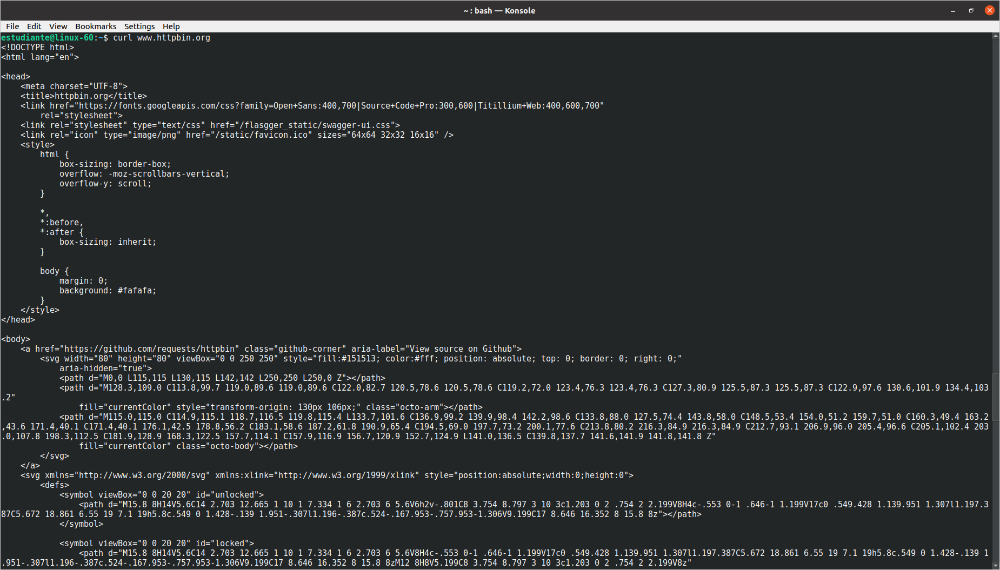 ~ : bash — Konsole
File Edit View Bookmarks Settings Help
estudiante@linux-60:~$ curl www.httpbin.org
<!DOCTYPE html>
<html lang="en">
<head>
    <meta charset="UTF-8">
    <title>httpbin.org</title>
    <link href="https://fonts.googleapis.com/css?family=Open+Sans:400,700|Source+Code+Pro:300,600|Titillium+Web:400,600,700"
        rel="stylesheet">
    <link rel="stylesheet" type="text/css" href="/flasgger_static/swagger-ui.css">
    <link rel="icon" type="image/png" href="/static/favicon.ico" sizes="64x64 32x32 16x16" />
    <style>
        html {
            box-sizing: border-box;
            overflow: -moz-scrollbars-vertical;
            overflow-y: scroll;
        }
        *,
        *:before,
        *:after {
            box-sizing: inherit;
        }
        body {
            margin: 0;
            background: #fafafa;
        }
    </style>
</head>
<body>
    <a href="https://github.com/requests/httpbin" class="github-corner" aria-label="View source on Github">
        <svg width="80" height="80" viewBox="0 0 250 250" style="fill:#151513; color:#fff; position: absolute; top: 0; border: 0; right: 0;"
            aria-hidden="true">
            <path d="M0,0 L115,115 L130,115 L142,142 L250,250 L250,0 Z"></path>
            <path d="M128.3,109.0 C113.8,99.7 119.0,89.6 119.0,89.6 C122.0,82.7 120.5,78.6 120.5,78.6 C119.2,72.0 123.4,76.3 123.4,76.3 C127.3,80.9 125.5,87.3 125.5,87.3 C122.9,97.6 130.6,101.9 134.4,103
.2"
                fill="currentColor" style="transform-origin: 130px 106px;" class="octo-arm"></path>
            <path d="M115.0,115.0 C114.9,115.1 118.7,116.5 119.8,115.4 L133.7,101.6 C136.9,99.2 139.9,98.4 142.2,98.6 C133.8,88.0 127.5,74.4 143.8,58.0 C148.5,53.4 154.0,51.2 159.7,51.0 C160.3,49.4 163.2
,43.6 171.4,40.1 C171.4,40.1 176.1,42.5 178.8,56.2 C183.1,58.6 187.2,61.8 190.9,65.4 C194.5,69.0 197.7,73.2 200.1,77.6 C213.8,80.2 216.3,84.9 216.3,84.9 C212.7,93.1 206.9,96.0 205.4,96.6 C205.1,102.4 203
.0,107.8 198.3,112.5 C181.9,128.9 168.3,122.5 157.7,114.1 C157.9,116.9 156.7,120.9 152.7,124.9 L141.0,136.5 C139.8,137.7 141.6,141.9 141.8,141.8 Z"
                fill="currentColor" class="octo-body"></path>
        </svg>
    </a>
    <svg xmlns="http://www.w3.org/2000/svg" xmlns:xlink="http://www.w3.org/1999/xlink" style="position:absolute;width:0;height:0">
        <defs>
            <symbol viewBox="0 0 20 20" id="unlocked">
                <path d="M15.8 8H14V5.6C14 2.703 12.665 1 10 1 7.334 1 6 2.703 6 5.6V6h2v-.801C8 3.754 8.797 3 10 3c1.203 0 2 .754 2 2.199V8H4c-.553 0-1 .646-1 1.199V17c0 .549.428 1.139.951 1.307l1.197.3
87C5.672 18.861 6.55 19 7.1 19h5.8c.549 0 1.428-.139 1.951-.307l1.196-.387c.524-.167.953-.757.953-1.306V9.199C17 8.646 16.352 8 15.8 8z"></path>
            </symbol>
            <symbol viewBox="0 0 20 20" id="locked">
                <path d="M15.8 8H14V5.6C14 2.703 12.665 1 10 1 7.334 1 6 2.703 6 5.6V8H4c-.553 0-1 .646-1 1.199V17c0 .549.428 1.139.951 1.307l1.197.387C5.672 18.861 6.55 19 7.1 19h5.8c.549 0 1.428-.139 1
.951-.307l1.196-.387c.524-.167.953-.757.953-1.306V9.199C17 8.646 16.352 8 15.8 8zM12 8H8V5.199C8 3.754 8.797 3 10 3c1.203 0 2 .754 2 2.199V8z"